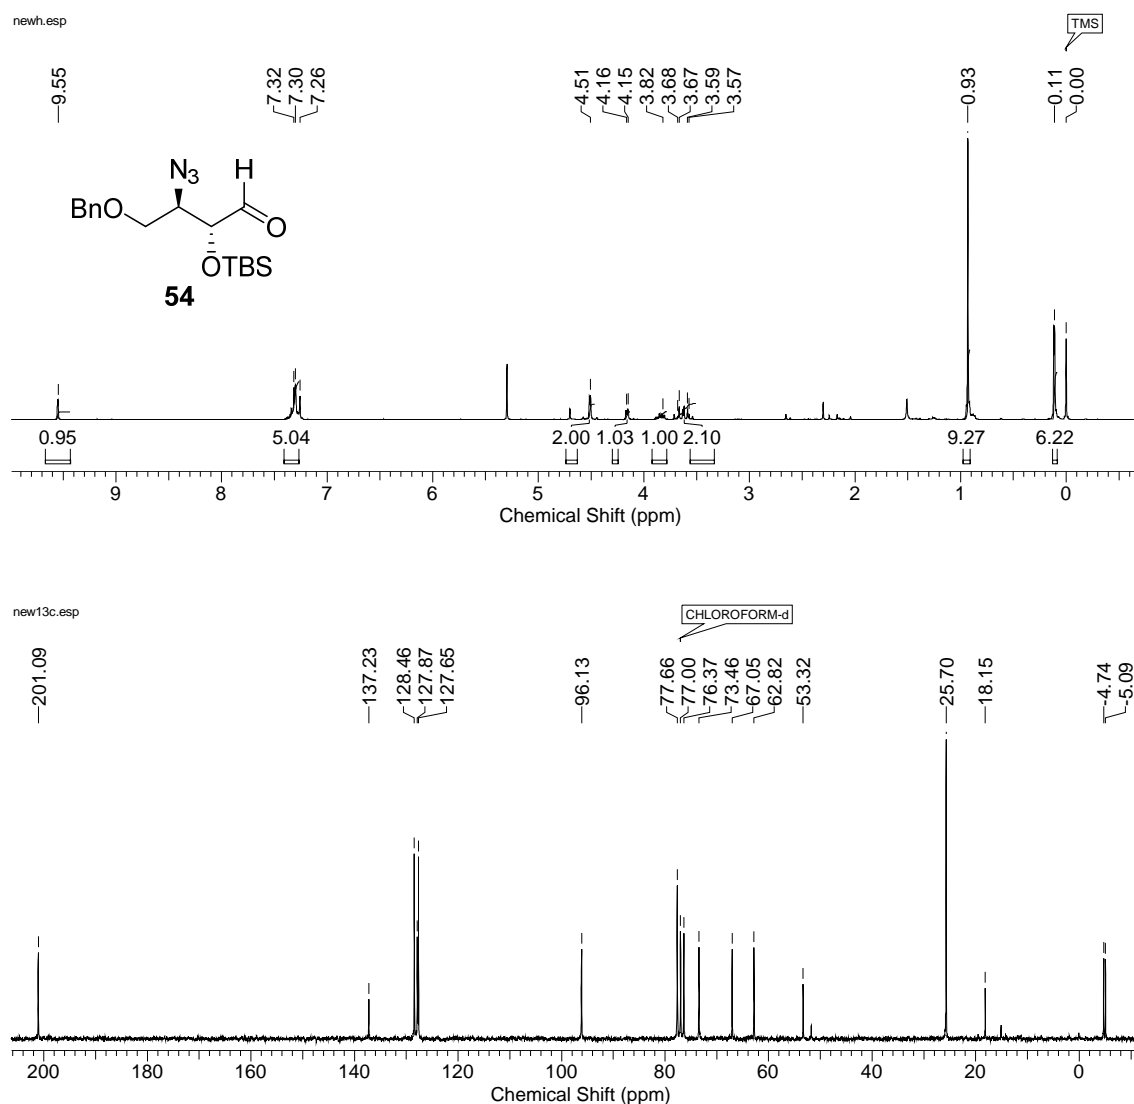 newh.esp
TMS
9.55
7.32
7.30
7.26
4.51
4.16
4.15
3.82
3.68
3.67
3.59
3.57
0.93
0.11
0.00
N3
H
BnO
O
OTBS
54
0.95 5.04 2.00 1.03 1.00 2.10 9.27 6.22
9 8 7 6 5 4 3 2 1 0
Chemical Shift (ppm)
new13c.esp
CHLOROFORM-d
201.09
137.23
128.46
127.87
127.65
96.13
77.66
77.00
76.37
73.46
67.05
62.82
53.32
25.70
18.15
-4.74
-5.09
200 180 160 140 120 100 80 60 40 20 0
Chemical Shift (ppm)